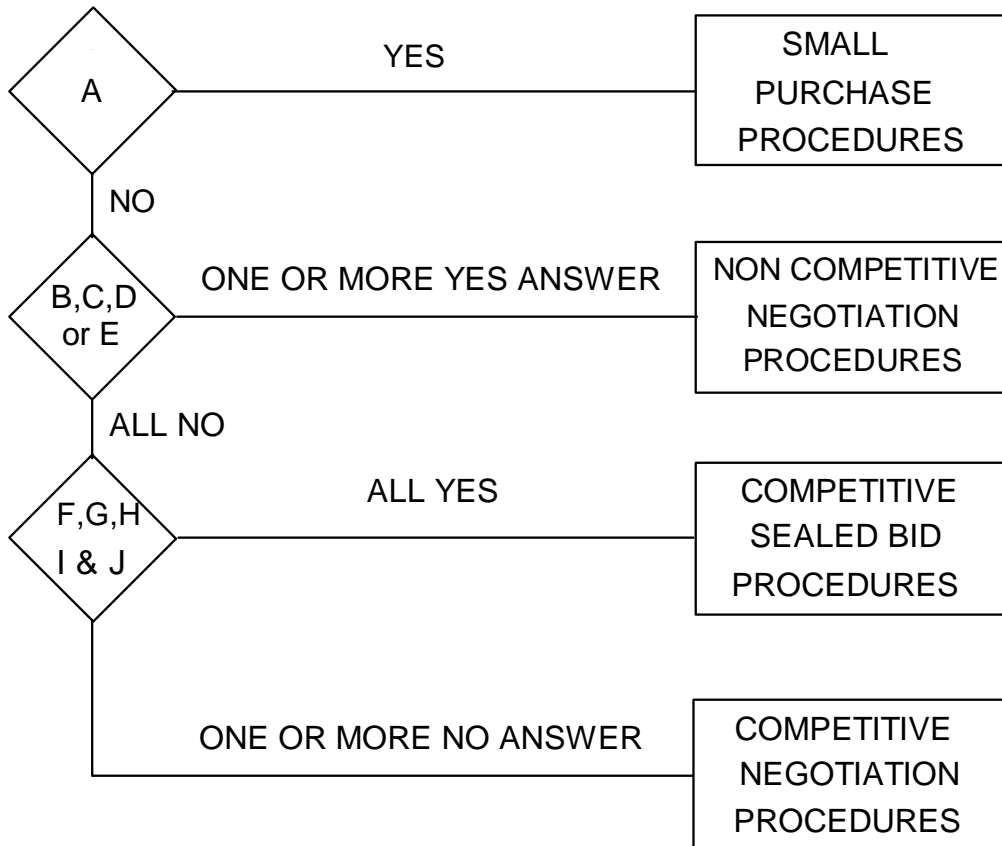 A
YES
SMALL
PURCHASE
PROCEDURES
NO
B,C,D
or E
ONE OR MORE YES ANSWER
NON COMPETITIVE
NEGOTIATION
PROCEDURES
ALL NO
F,G,H
I & J
ALL YES
COMPETITIVE
SEALED BID
PROCEDURES
ONE OR MORE NO ANSWER
COMPETITIVE
NEGOTIATION
PROCEDURES